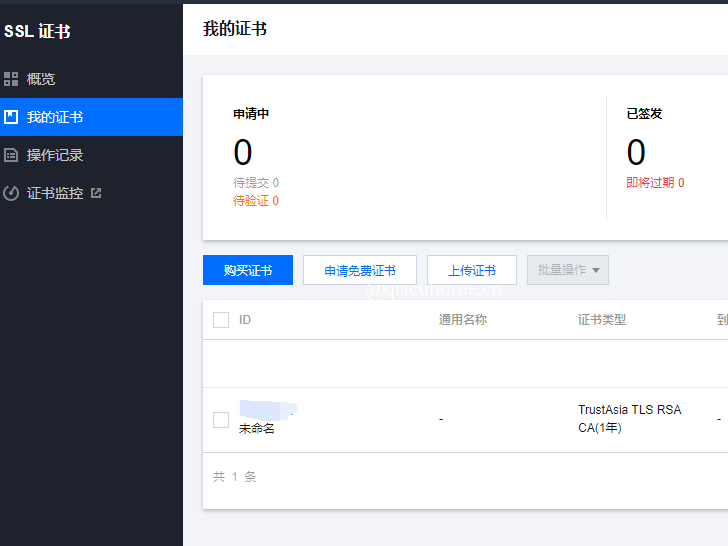 SSL 证书
我的证书
概览
我的证书
操作记录
证书监控
申请中
已签发
0
0
待提交 0
即将过期 0
待验证 0
购买证书
申请免费证书
上传证书
批量操作
ID
通用名称
证书类型
到
未命名
-
TrustAsia TLS RSA
CA(1年)
-
共 1 条